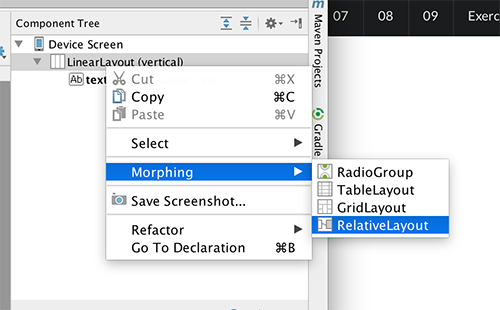 Component Tree
07 08 09 Exerc
Device Screen
LinearLayout (vertical)
Ab tex
Cut ⌘X
Copy ⌘C
Paste ⌘V
Select
Morphing
Save Screenshot...
Refactor
Go To Declaration ⌘B
RadioGroup
TableLayout
GridLayout
RelativeLayout
m Maven Projects
Gradle